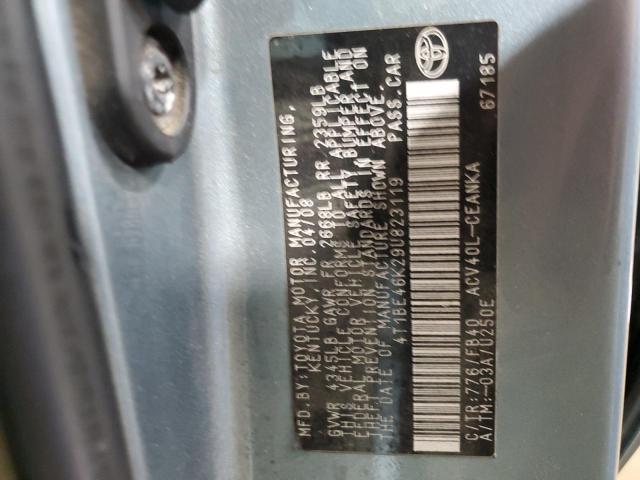 MFD.BY:TOYOTA MOTOR MANUFACTURING,
KENTUCKY,INC.04/08
GVWR 4345LB GAWR FR 2668LB RR 2359LB
THIS VEHICLE CONFORMS TO ALL APPLICABLE
FEDERAL MOTOR VEHICLE SAFETY BUMPER,AND
THEFT PREVENTION STANDARDS IN EFFECT ON
THE DATE OF MANUFACTURE SHOWN ABOVE.
4T1BE46K29U823119 PASS.CAR
C/TR:776/FB40 ACV40L-CEANKA
A/TM:-03A/U250E 67185